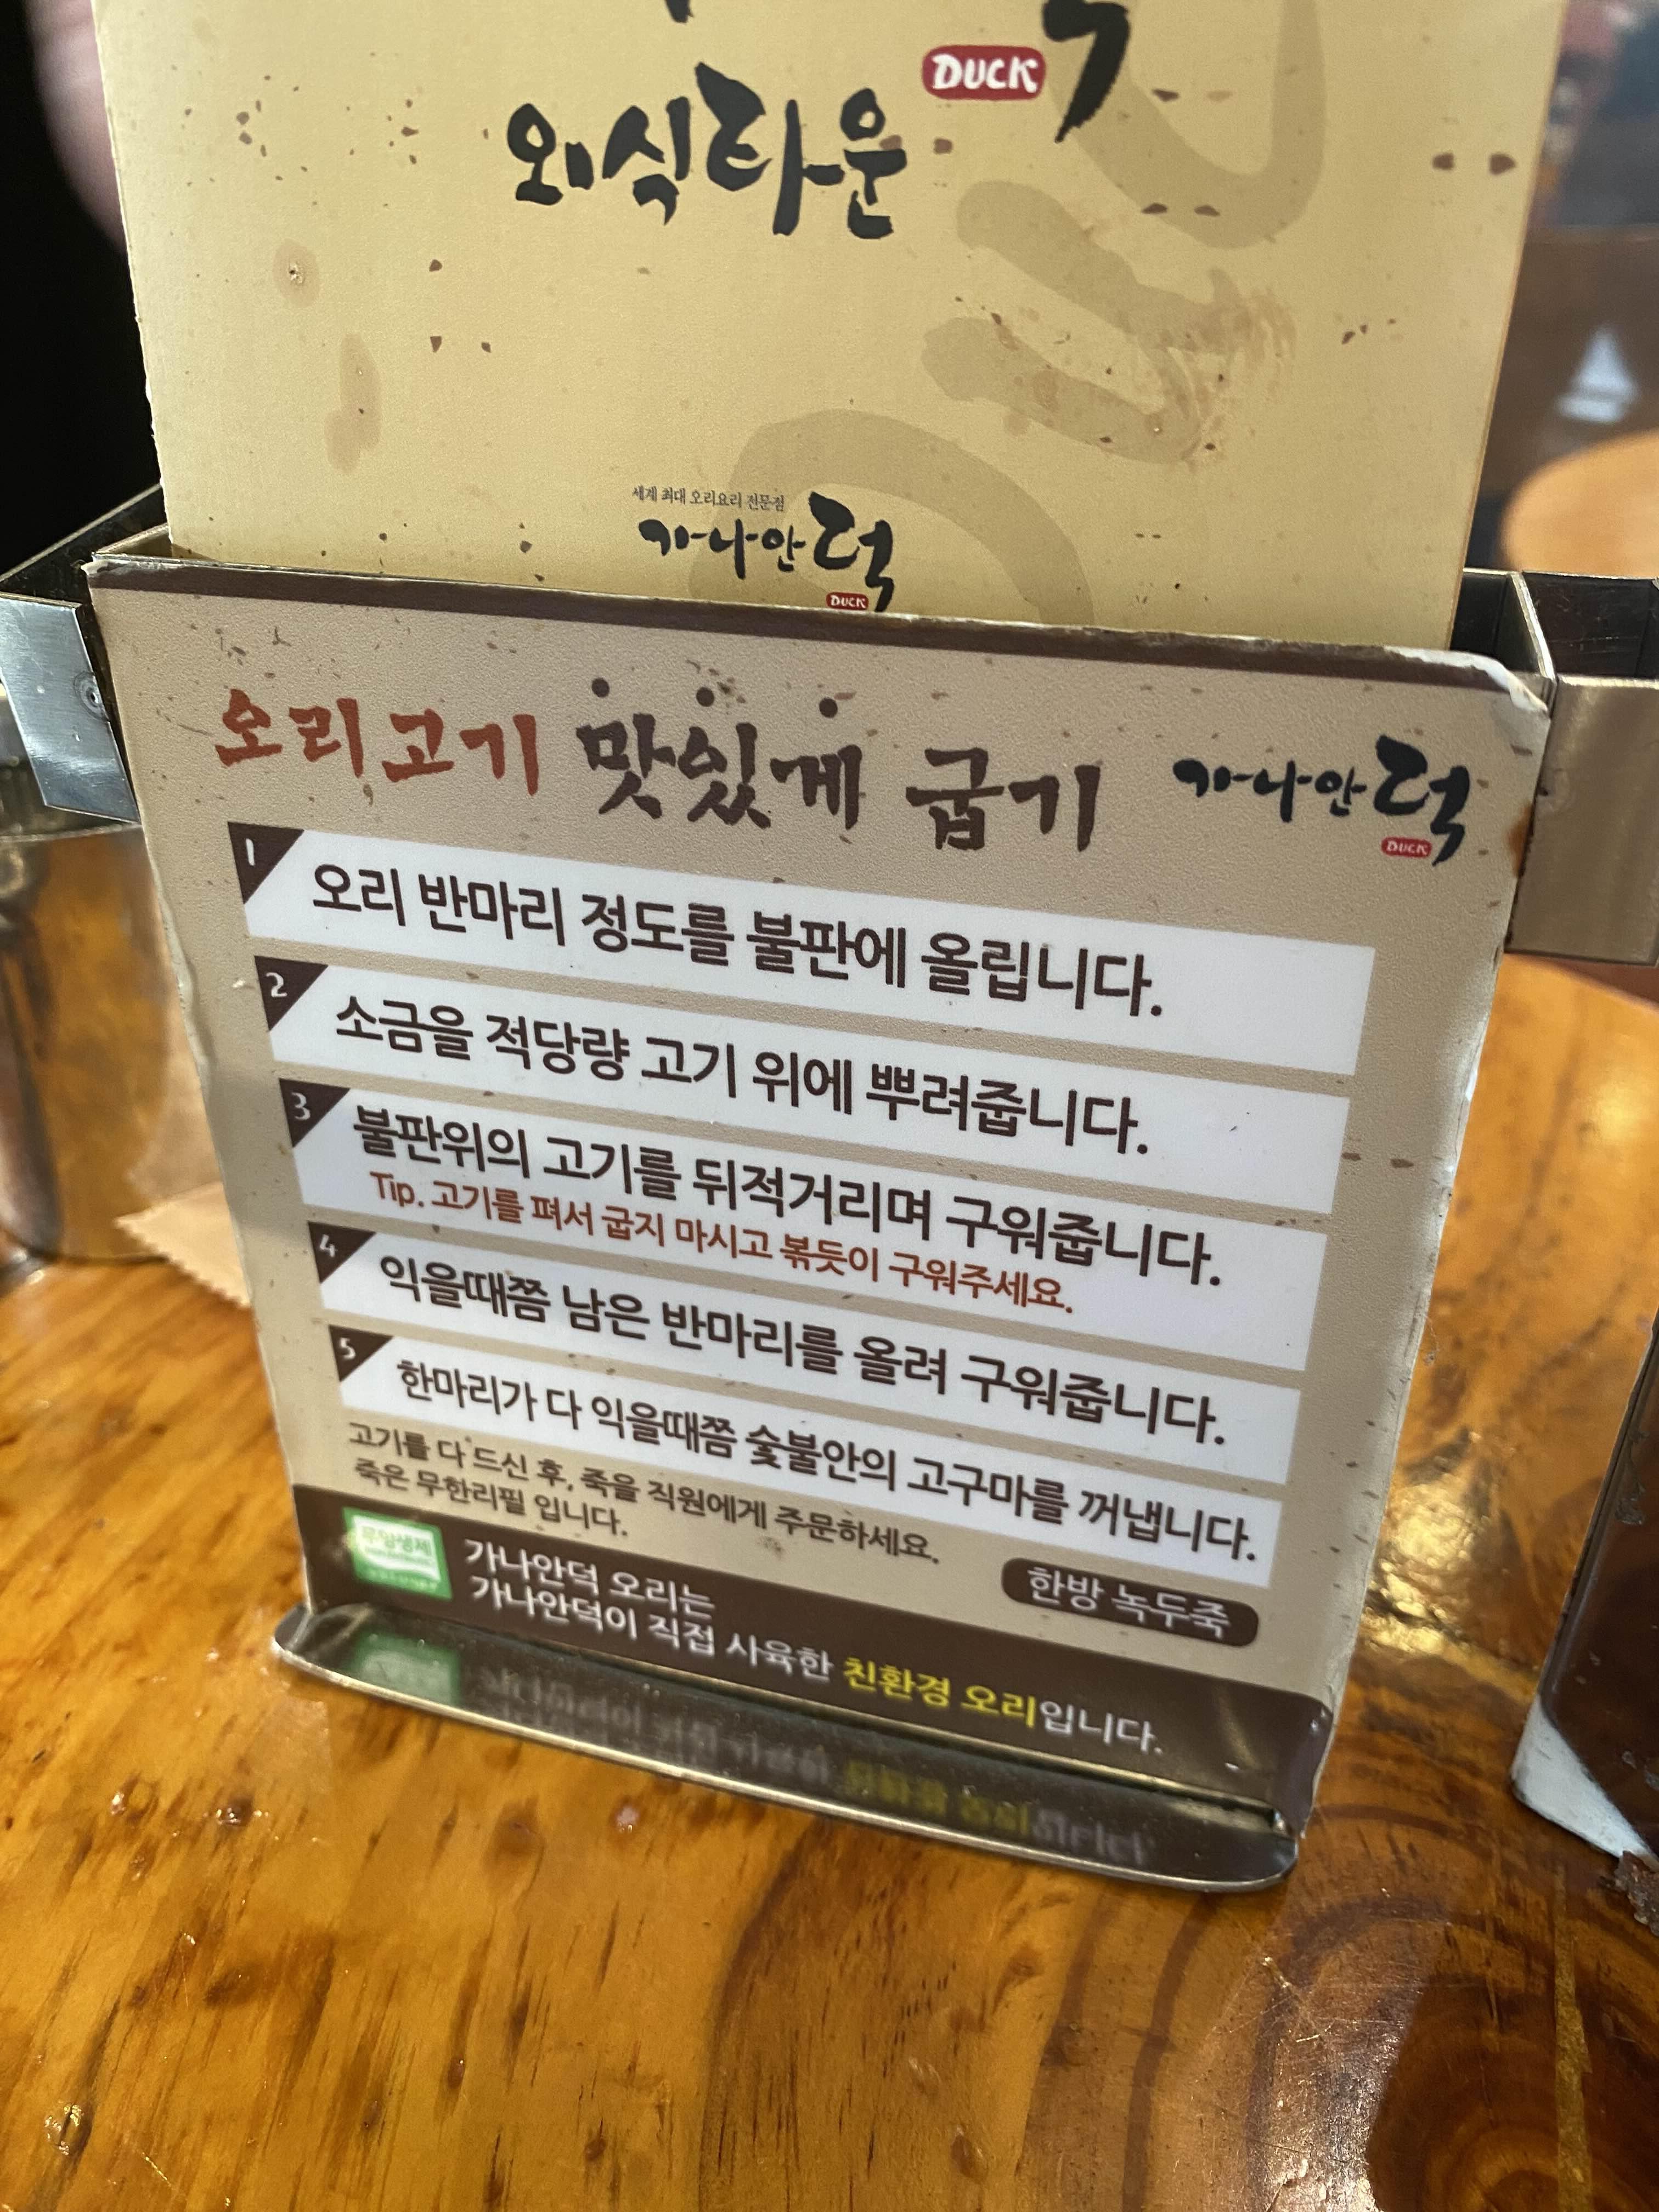 DUCK
외식타운
세계 최대 오리요리 전문점
가나안덕
DUCK
오리고기 맛있게 굽기
가나안덕
DUCK
1
오리 반마리 정도를 불판에 올립니다.
2
소금을 적당량 고기 위에 뿌려줍니다.
3
불판위의 고기를 뒤적거리며 구워줍니다.
Tip. 고기를 펴서 굽지 마시고 볶듯이 구워주세요.
4
익을때쯤 남은 반마리를 올려 구워줍니다.
5
한마리가 다 익을때쯤 숯불안의 고구마를 꺼냅니다.
고기를 다 드신 후, 죽을 직원에게 주문하세요.
죽은 무한리필 입니다.
한방 녹두죽
무항생제
가나안덕 오리는
가나안덕이 직접 사육한 친환경 오리입니다.